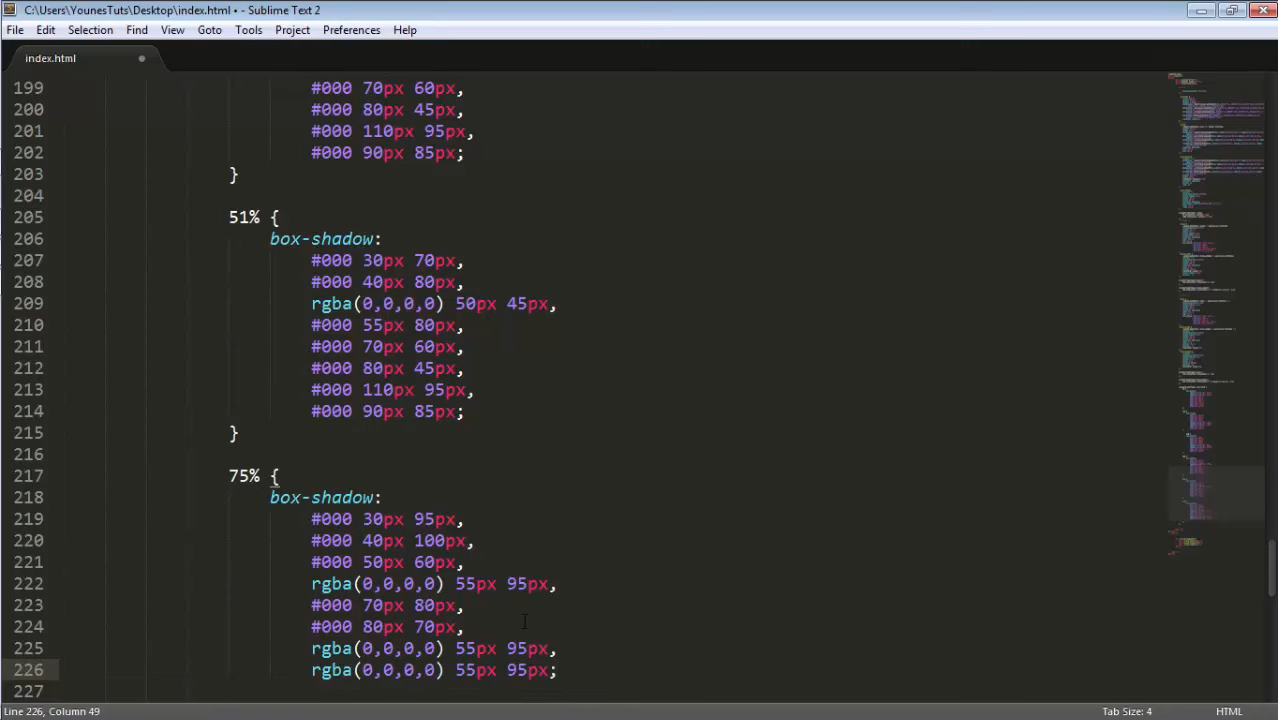 C:\Users\YounesTuts\Desktop\index.html • - Sublime Text 2
File Edit Selection Find View Goto Tools Project Preferences Help
index.html
199 #000 70px 60px,
200 #000 80px 45px,
201 #000 110px 95px,
202 #000 90px 85px;
203 }
204
205 51% {
206 box-shadow:
207 #000 30px 70px,
208 #000 40px 80px,
209 rgba(0,0,0,0) 50px 45px,
210 #000 55px 80px,
211 #000 70px 60px,
212 #000 80px 45px,
213 #000 110px 95px,
214 #000 90px 85px;
215 }
216
217 75% {
218 box-shadow:
219 #000 30px 95px,
220 #000 40px 100px,
221 #000 50px 60px,
222 rgba(0,0,0,0) 55px 95px,
223 #000 70px 80px,
224 #000 80px 70px,
225 rgba(0,0,0,0) 55px 95px,
226 rgba(0,0,0,0) 55px 95px;
227
Line 226, Column 49 Tab Size: 4 HTML